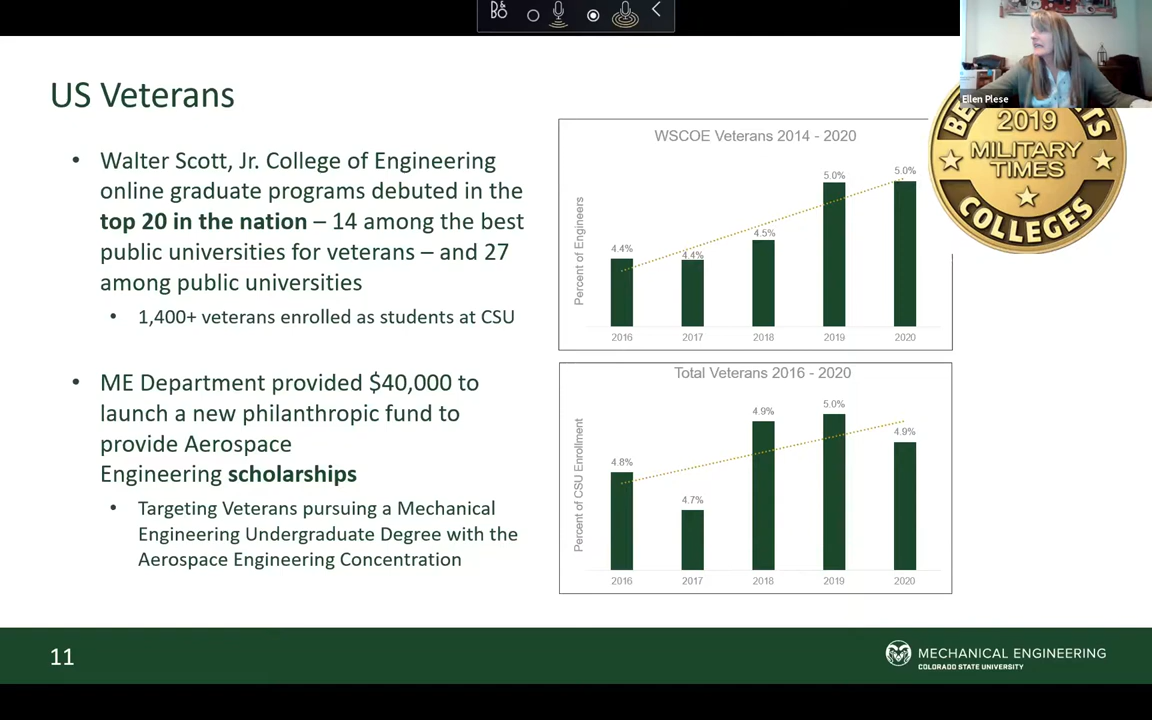 Ellen Plese
US Veterans
• Walter Scott, Jr. College of Engineering
online graduate programs debuted in the
top 20 in the nation – 14 among the best
public universities for veterans – and 27
among public universities
• 1,400+ veterans enrolled as students at CSU
• ME Department provided $40,000 to
launch a new philanthropic fund to
provide Aerospace
Engineering scholarships
• Targeting Veterans pursuing a Mechanical
Engineering Undergraduate Degree with the
Aerospace Engineering Concentration
WSCOE Veterans 2014 - 2020
Percent of Engineers
4.4%
4.4%
4.5%
5.0%
5.0%
2016
2017
2018
2019
2020
2019
MILITARY
TIMES
COLLEGES
Total Veterans 2016 - 2020
Percent of CSU Enrollment
4.8%
4.7%
4.9%
5.0%
4.9%
2016
2017
2018
2019
2020
11
MECHANICAL ENGINEERING
COLORADO STATE UNIVERSITY